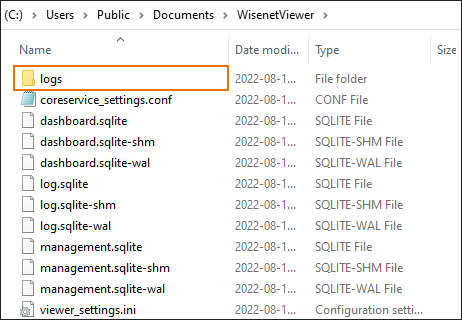 (C:) > Users > Public > Documents > WisenetViewer >
Name Date modi... Type Size
logs 2022-08-1... File folder
coreservice_settings.conf 2022-08-1... CONF File
dashboard.sqlite 2022-08-1... SQLITE File
dashboard.sqlite-shm 2022-08-1... SQLITE-SHM File
dashboard.sqlite-wal 2022-08-1... SQLITE-WAL File
log.sqlite 2022-08-1... SQLITE File
log.sqlite-shm 2022-08-1... SQLITE-SHM File
log.sqlite-wal 2022-08-1... SQLITE-WAL File
management.sqlite 2022-08-1... SQLITE File
management.sqlite-shm 2022-08-1... SQLITE-SHM File
management.sqlite-wal 2022-08-1... SQLITE-WAL File
viewer_settings.ini 2022-08-1... Configuration setti...